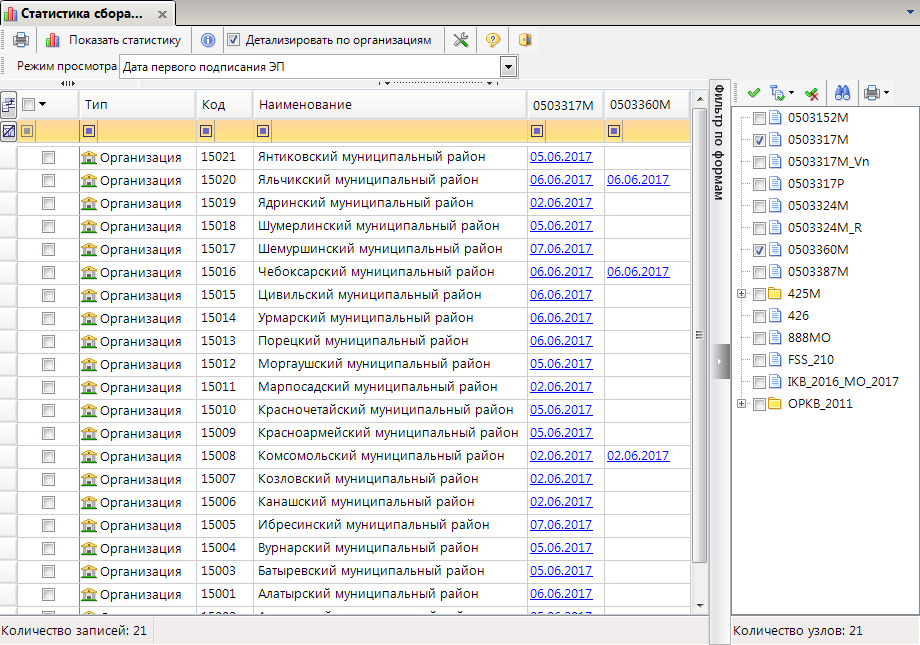 Статистика сбора...
Показать статистику
Детализировать по организациям
Режим просмотра Дата первого подписания ЭП
Тип Код Наименование 0503317М 0503360М
Организация 15021 Янтиковский муниципальный район 05.06.2017
Организация 15020 Яльчикский муниципальный район 06.06.2017 06.06.2017
Организация 15019 Ядринский муниципальный район 02.06.2017
Организация 15018 Шумерлинский муниципальный район 05.06.2017
Организация 15017 Шемуршинский муниципальный район 07.06.2017
Организация 15016 Чебоксарский муниципальный район 06.06.2017 06.06.2017
Организация 15015 Цивильский муниципальный район 06.06.2017
Организация 15014 Урмарский муниципальный район 06.06.2017
Организация 15013 Порецкий муниципальный район 06.06.2017
Организация 15012 Моргаушский муниципальный район 05.06.2017
Организация 15011 Марпосадский муниципальный район 02.06.2017
Организация 15010 Красночетайский муниципальный район 05.06.2017
Организация 15009 Красноармейский муниципальный район 05.06.2017
Организация 15008 Комсомольский муниципальный район 02.06.2017 02.06.2017
Организация 15007 Козловский муниципальный район 02.06.2017
Организация 15006 Канашский муниципальный район 02.06.2017
Организация 15005 Ибресинский муниципальный район 07.06.2017
Организация 15004 Вурнарский муниципальный район 05.06.2017
Организация 15003 Батыревский муниципальный район 05.06.2017
Организация 15001 Алатырский муниципальный район 06.06.2017
Количество записей: 21
Фильтр по формам
0503152М
0503317М
0503317М_Vn
0503317Р
0503324М
0503324М_R
0503360М
0503387М
425М
426
888МО
FSS_210
IKB_2016_MO_2017
ОРКВ_2011
Количество узлов: 21